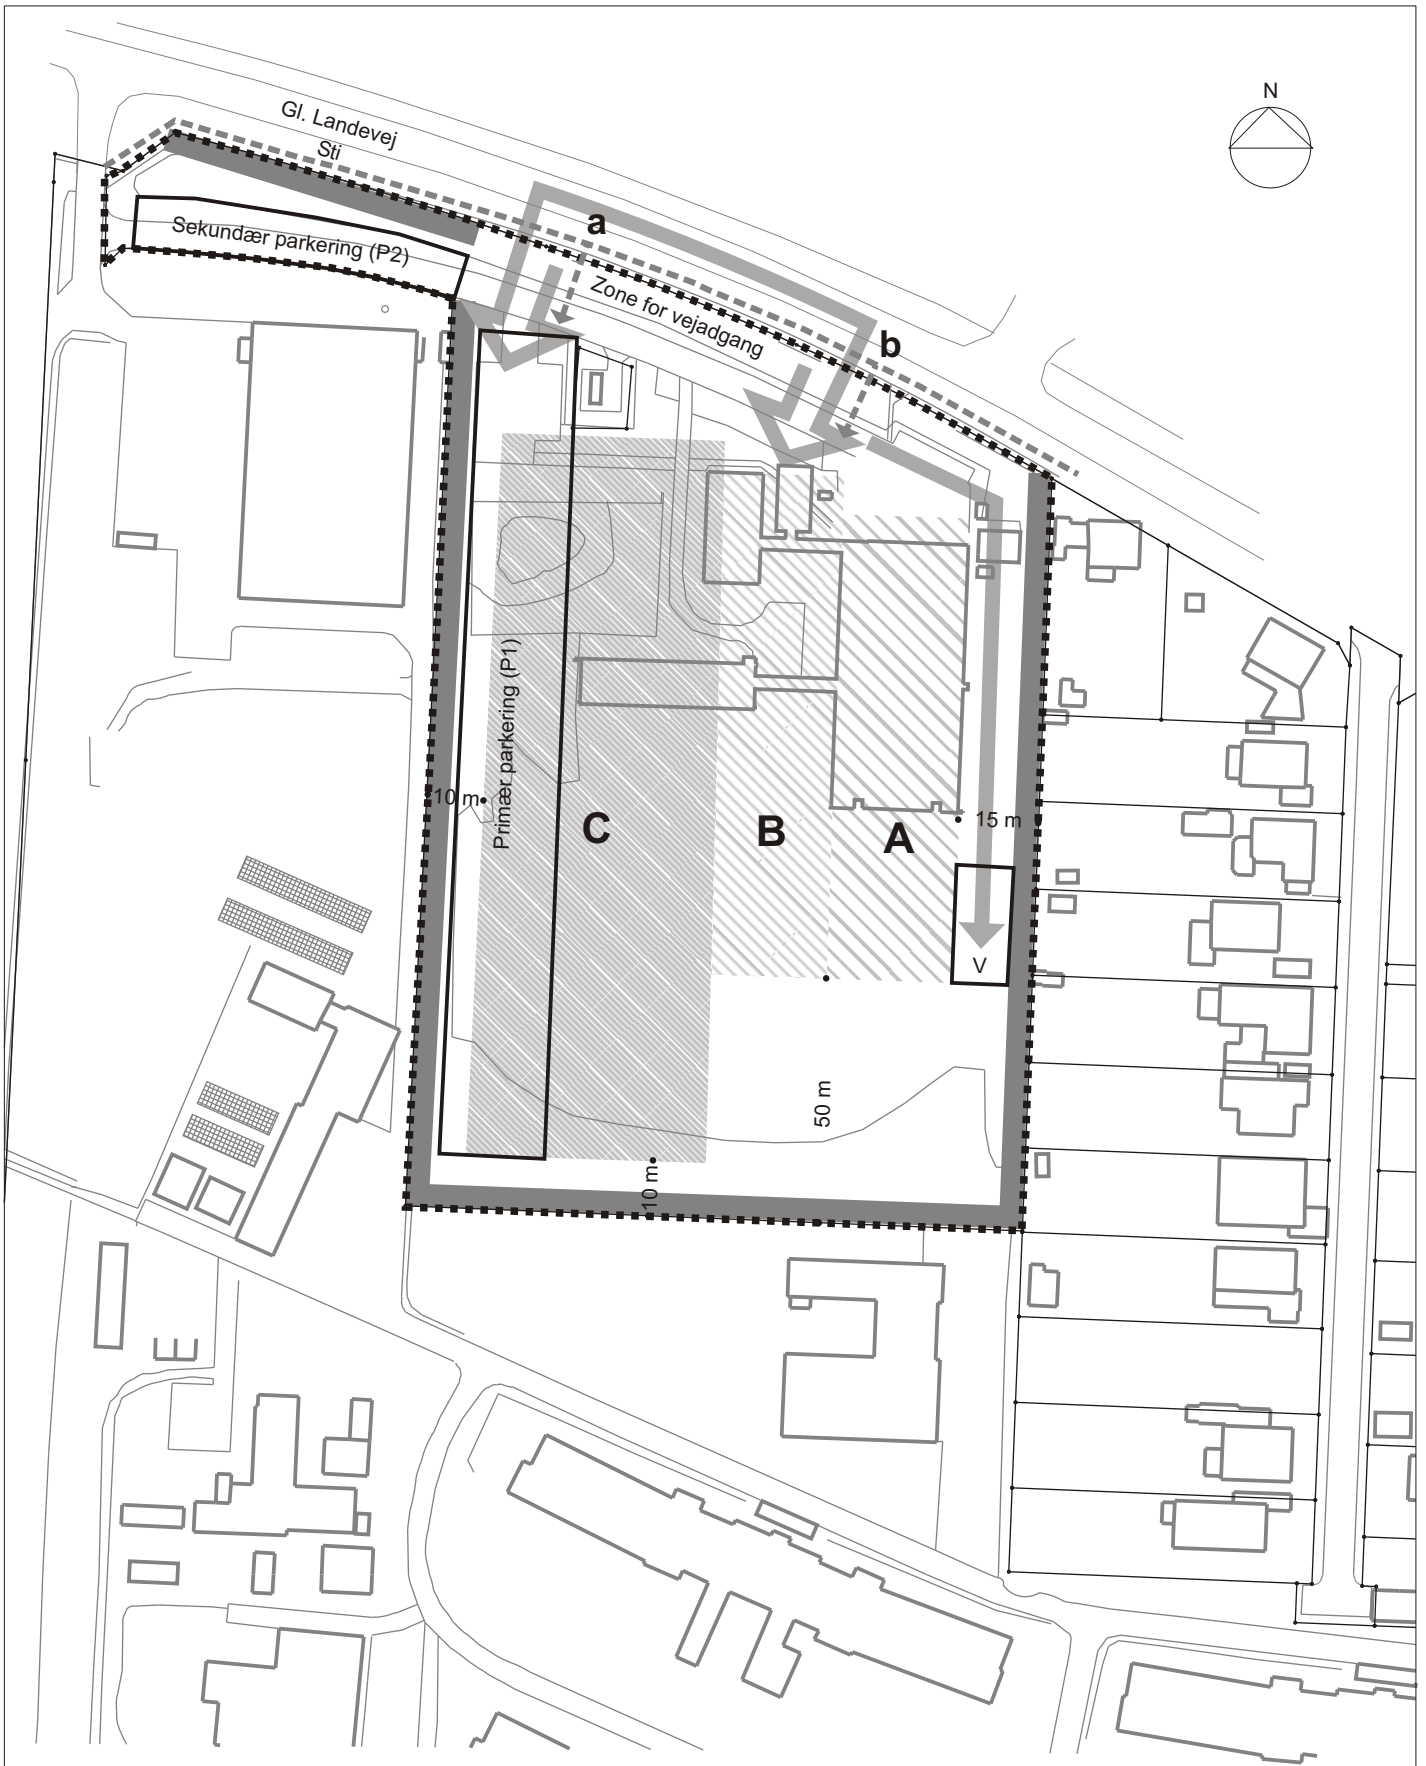 N
Gl. Landevej
Sti
a
Sekundær parkering (P2)
Zone for vejadgang
b
Primær parkering (P1)
10 m
C
B
A
15 m
V
50 m
10 m